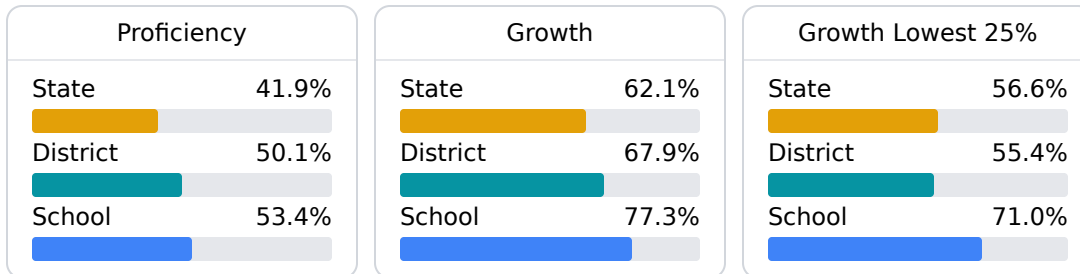 Proficiency
State 41.9%
District 50.1%
School 53.4%
Growth
State 62.1%
District 67.9%
School 77.3%
Growth Lowest 25%
State 56.6%
District 55.4%
School 71.0%